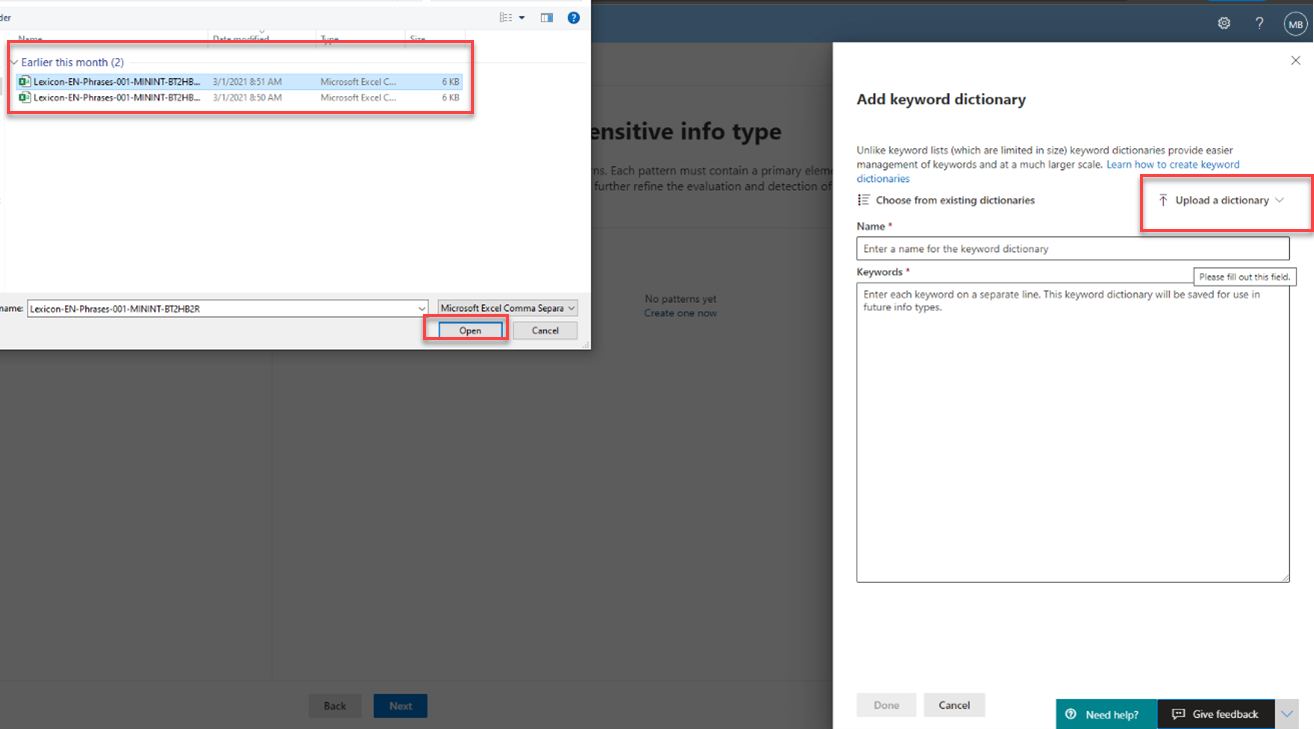 der
MB
Name Date modified Type Size
Earlier this month (2)
Lexicon-EN-Phrases-001-MININT-BT2HB... 3/1/2021 8:51 AM Microsoft Excel C... 6 KB
Lexicon-EN-Phrases-001-MININT-BT2HB... 3/1/2021 8:50 AM Microsoft Excel C... 6 KB
name: Lexicon-EN-Phrases-001-MININT-BT2HB2R Microsoft Excel Comma Separa
Open Cancel
ensitive info type
ns. Each pattern must contain a primary eleme
further refine the evaluation and detection of
No patterns yet
Create one now
Back Next
Add keyword dictionary
Unlike keyword lists (which are limited in size) keyword dictionaries provide easier
management of keywords and at a much larger scale. Learn how to create keyword
dictionaries
Choose from existing dictionaries Upload a dictionary
Name *
Enter a name for the keyword dictionary
Keywords *
Please fill out this field.
Enter each keyword on a separate line. This keyword dictionary will be saved for use in
future info types.
Done Cancel
Need help? Give feedback